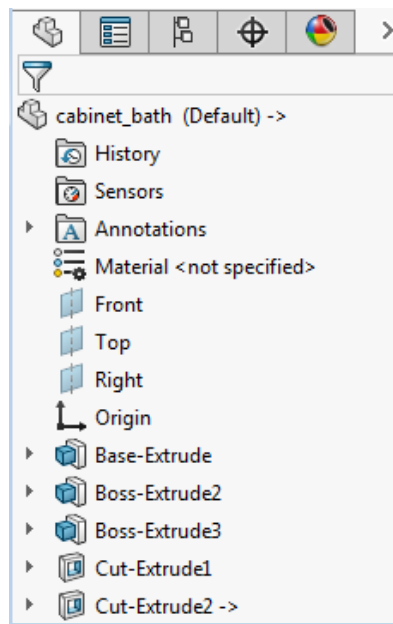 cabinet_bath (Default) ->
History
Sensors
Annotations
Material <not specified>
Front
Top
Right
Origin
Base-Extrude
Boss-Extrude2
Boss-Extrude3
Cut-Extrude1
Cut-Extrude2 ->